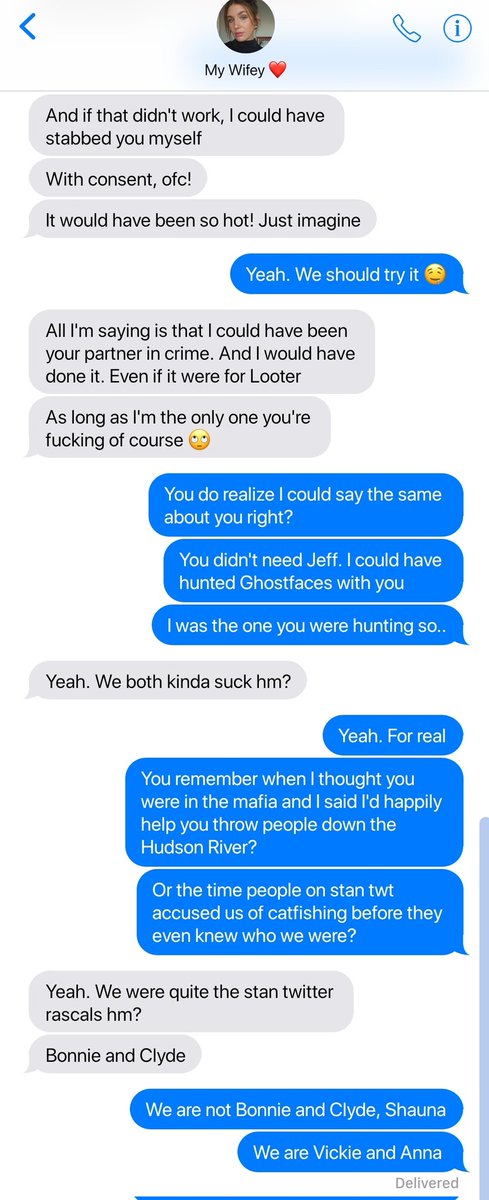 My Wifey ❤️
And if that didn't work, I could have
stabbed you myself
With consent, ofc!
It would have been so hot! Just imagine
Yeah. We should try it 🤤
All I'm saying is that I could have been
your partner in crime. And I would have
done it. Even if it were for Looter
As long as I'm the only one you're
fucking of course 🙄
You do realize I could say the same
about you right?
You didn't need Jeff. I could have
hunted Ghostfaces with you
I was the one you were hunting so..
Yeah. We both kinda suck hm?
Yeah. For real
You remember when I thought you
were in the mafia and I said I'd happily
help you throw people down the
Hudson River?
Or the time people on stan twt
accused us of catfishing before they
even knew who we were?
Yeah. We were quite the stan twitter
rascals hm?
Bonnie and Clyde
We are not Bonnie and Clyde, Shauna
We are Vickie and Anna
Delivered